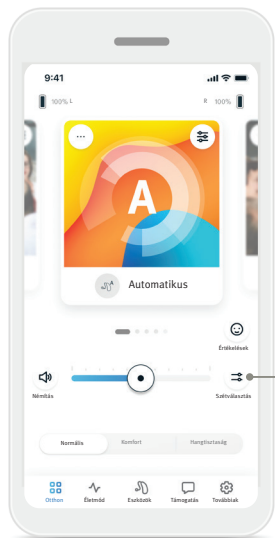 9:41
100% L
R 100%
A
A
Automatikus
Értékelések
Némítás
Szétválasztás
Normális Komfort Hangtisztaság
Otthon Életmód Eszközök Támogatás Továbbiak